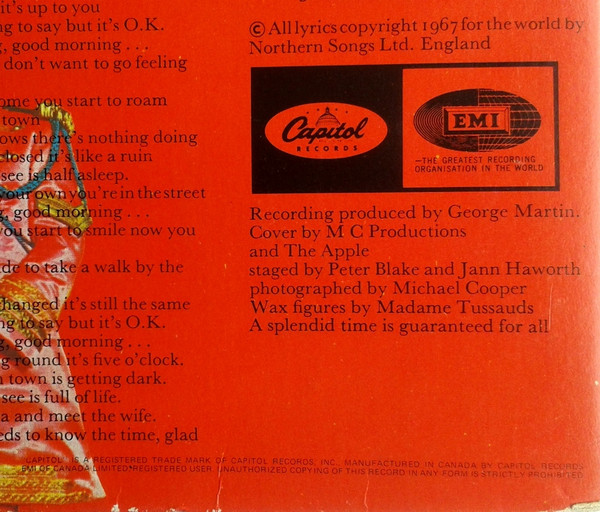 it's up to you
ng to say but it's O.K.
g, good morning . . .
don't want to go feeling
ome you start to roam
town
ows there's nothing doing
closed it's like a ruin
see is half asleep.
your own you're in the street
g, good morning . . .
you start to smile now you
de to take a walk by the
changed it's still the same
ng to say but it's O.K.
g, good morning . . .
g round it's five o'clock.
n town is getting dark.
see is full of life.
a and meet the wife.
eds to know the time, glad
© All lyrics copyright 1967 for the world by
Northern Songs Ltd. England
Capitol
RECORDS
EMI
—THE GREATEST RECORDING
ORGANISATION IN THE WORLD
Recording produced by George Martin.
Cover by M C Productions
and The Apple
staged by Peter Blake and Jann Haworth
photographed by Michael Cooper
Wax figures by Madame Tussauds
A splendid time is guaranteed for all
"CAPITOL" IS A REGISTERED TRADE MARK OF CAPITOL RECORDS, INC., MANUFACTURED IN CANADA BY CAPITOL RECORDS-
EMI OF CANADA LIMITED, REGISTERED USER. UNAUTHORIZED COPYING OF THIS RECORD IN ANY FORM IS STRICTLY PROHIBITED